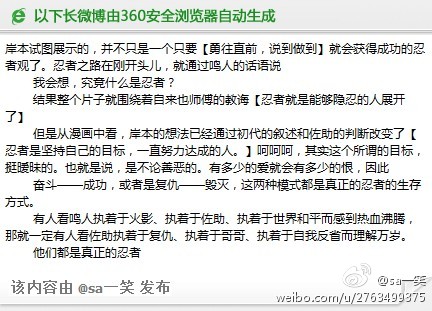 以下长微博由360安全浏览器自动生成
岸本试图展示的，并不只是一个只要【勇往直前，说到做到】就会获得成功的忍
者观了。忍者之路在刚开头儿，就通过鸣人的话语说
我会想，究竟什么是忍者？
结果整个片子就围绕着自来也师傅的教诲【忍者就是能够隐忍的人展开
了】
但是从漫画中看，岸本的想法已经通过初代的叙述和佐助的判断改变了【
忍者是坚持自己的目标，一直努力达成的人。】呵呵呵，其实这个所谓的目标，
挺暧昧的。也就是说，是不论善恶的。有多少的爱就会有多少的恨，因此
奋斗——成功，或者是复仇——毁灭，这两种模式都是真正的忍者的生存
方式。
有人看鸣人执着于火影、执着于佐助、执着于世界和平而感到热血沸腾，
那就一定有人看佐助执着于复仇、执着于哥哥、执着于自我反省而理解万岁。
他们都是真正的忍者
该内容由 @sa一笑 发布
@sa一笑
weibo.com/u/2763499375